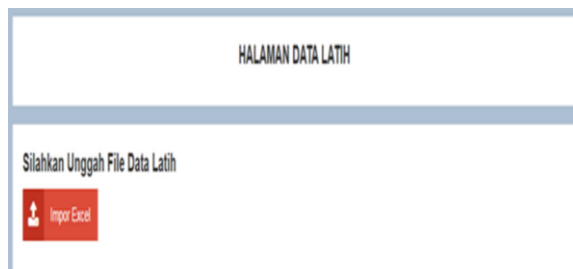 HALAMAN DATA LATIH
Silahkan Unggah File Data Latih
Impor Excel